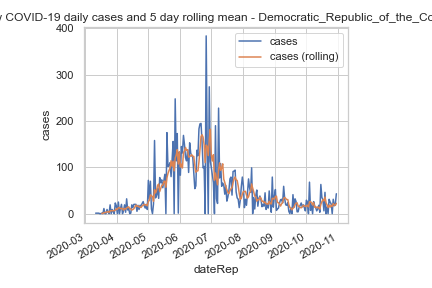 COVID-19 daily cases and 5 day rolling mean - Democratic_Republic_of_the_Co
cases
cases (rolling)
400
300
200
100
0
cases
2020-03
2020-04
2020-05
2020-06
2020-07
2020-08
2020-09
2020-10
2020-11
dateRep